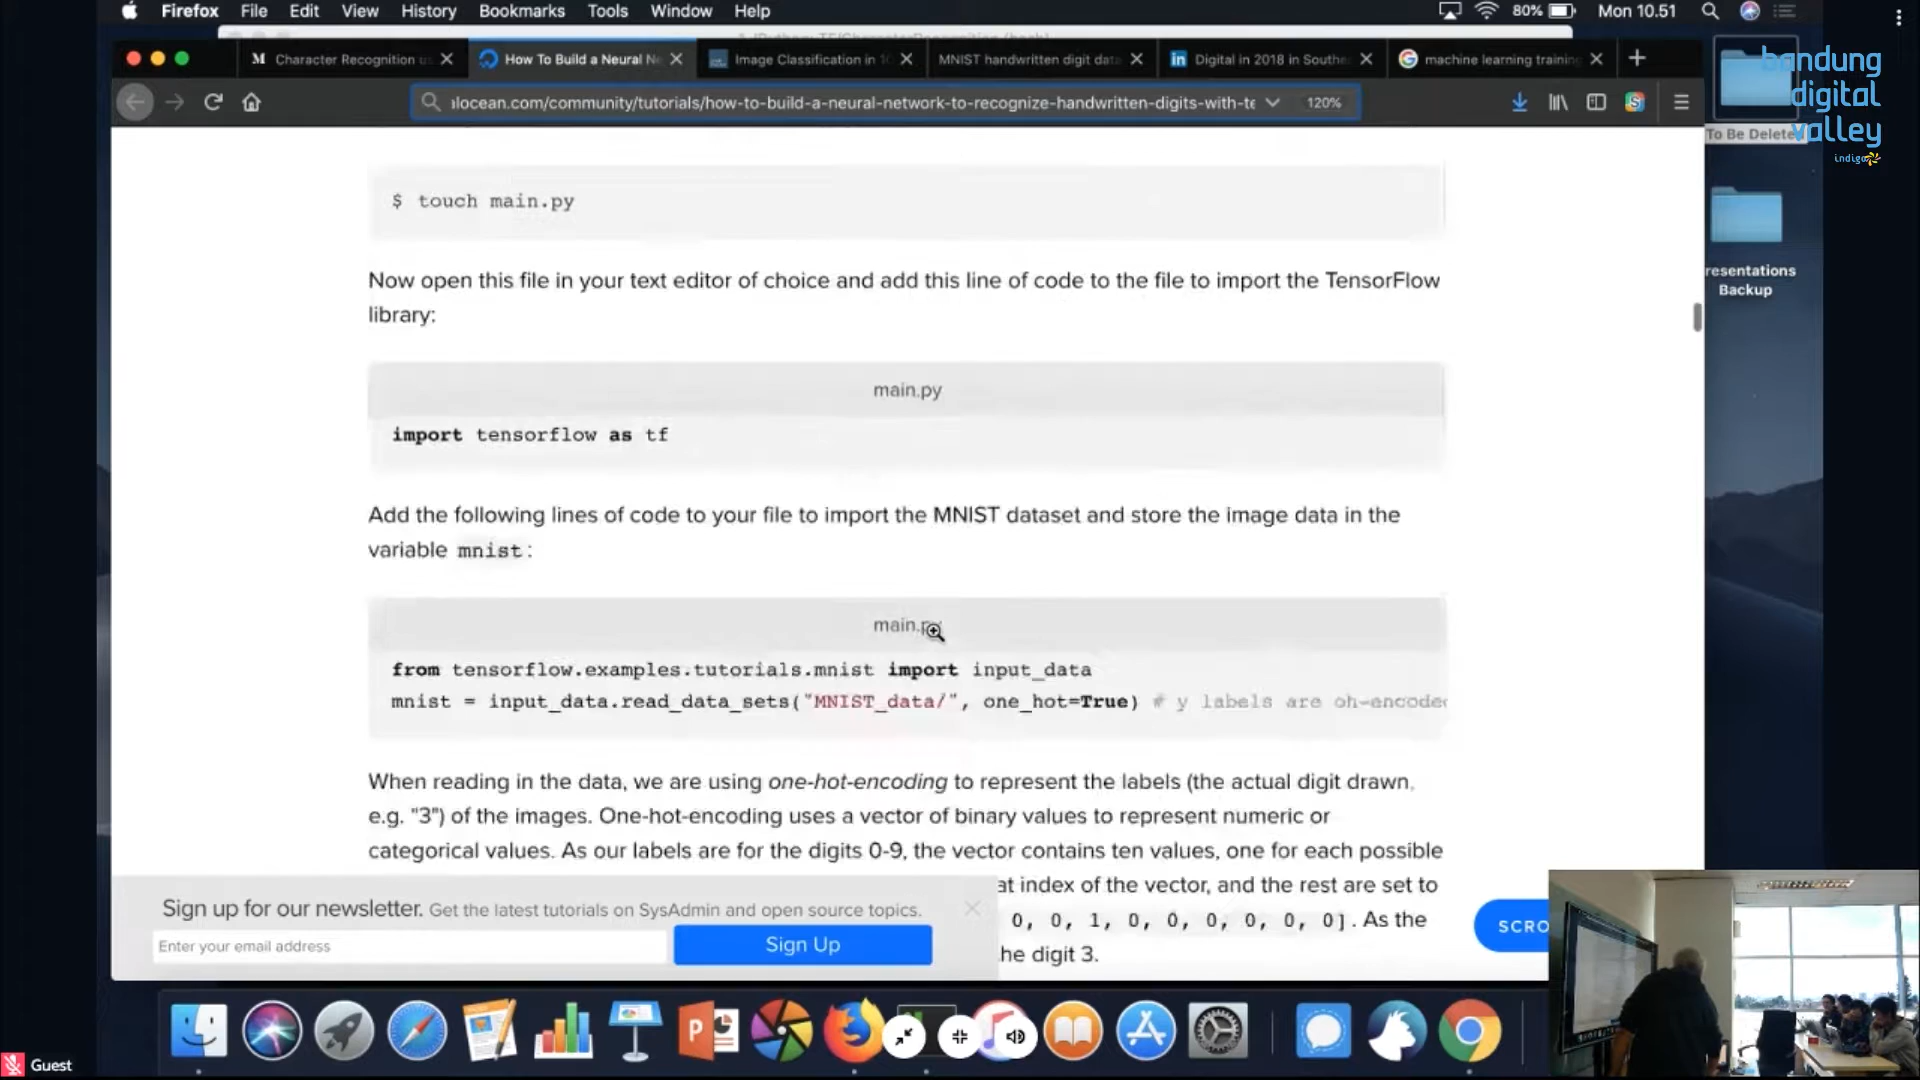 Firefox File Edit View History Bookmarks Tools Window Help 80% Mon 10.51
Character Recognition u How To Build a Neural Ne Image Classification in 10 MNIST handwritten digit data Digital in 2018 in Southe machine learning training
locean.com/community/tutorials/how-to-build-a-neural-network-to-recognize-handwritten-digits-with-te 120%
bandung
digital
valley
indigo
To Be Deleted
resentations
Backup
$ touch main.py
Now open this file in your text editor of choice and add this line of code to the file to import the TensorFlow
library:
main.py
import tensorflow as tf
Add the following lines of code to your file to import the MNIST dataset and store the image data in the
variable mnist:
main.py
from tensorflow.examples.tutorials.mnist import input_data
mnist = input_data.read_data_sets("MNIST_data/", one_hot=True) # y labels are oh-encoded
When reading in the data, we are using one-hot-encoding to represent the labels (the actual digit drawn,
e.g. "3") of the images. One-hot-encoding uses a vector of binary values to represent numeric or
categorical values. As our labels are for the digits 0-9, the vector contains ten values, one for each possible
at index of the vector, and the rest are set to
0, 0, 1, 0, 0, 0, 0, 0, 0]. As the
he digit 3.
Sign up for our newsletter. Get the latest tutorials on SysAdmin and open source topics.
Enter your email address
Sign Up
SCRO
Guest